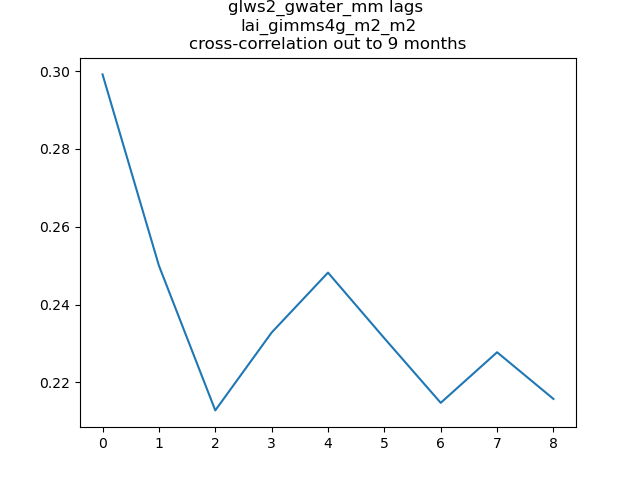 glws2_gwater_mm lags
lai_gimms4g_m2_m2
cross-correlation out to 9 months
0.30
0.28
0.26
0.24
0.22
0 1 2 3 4 5 6 7 8